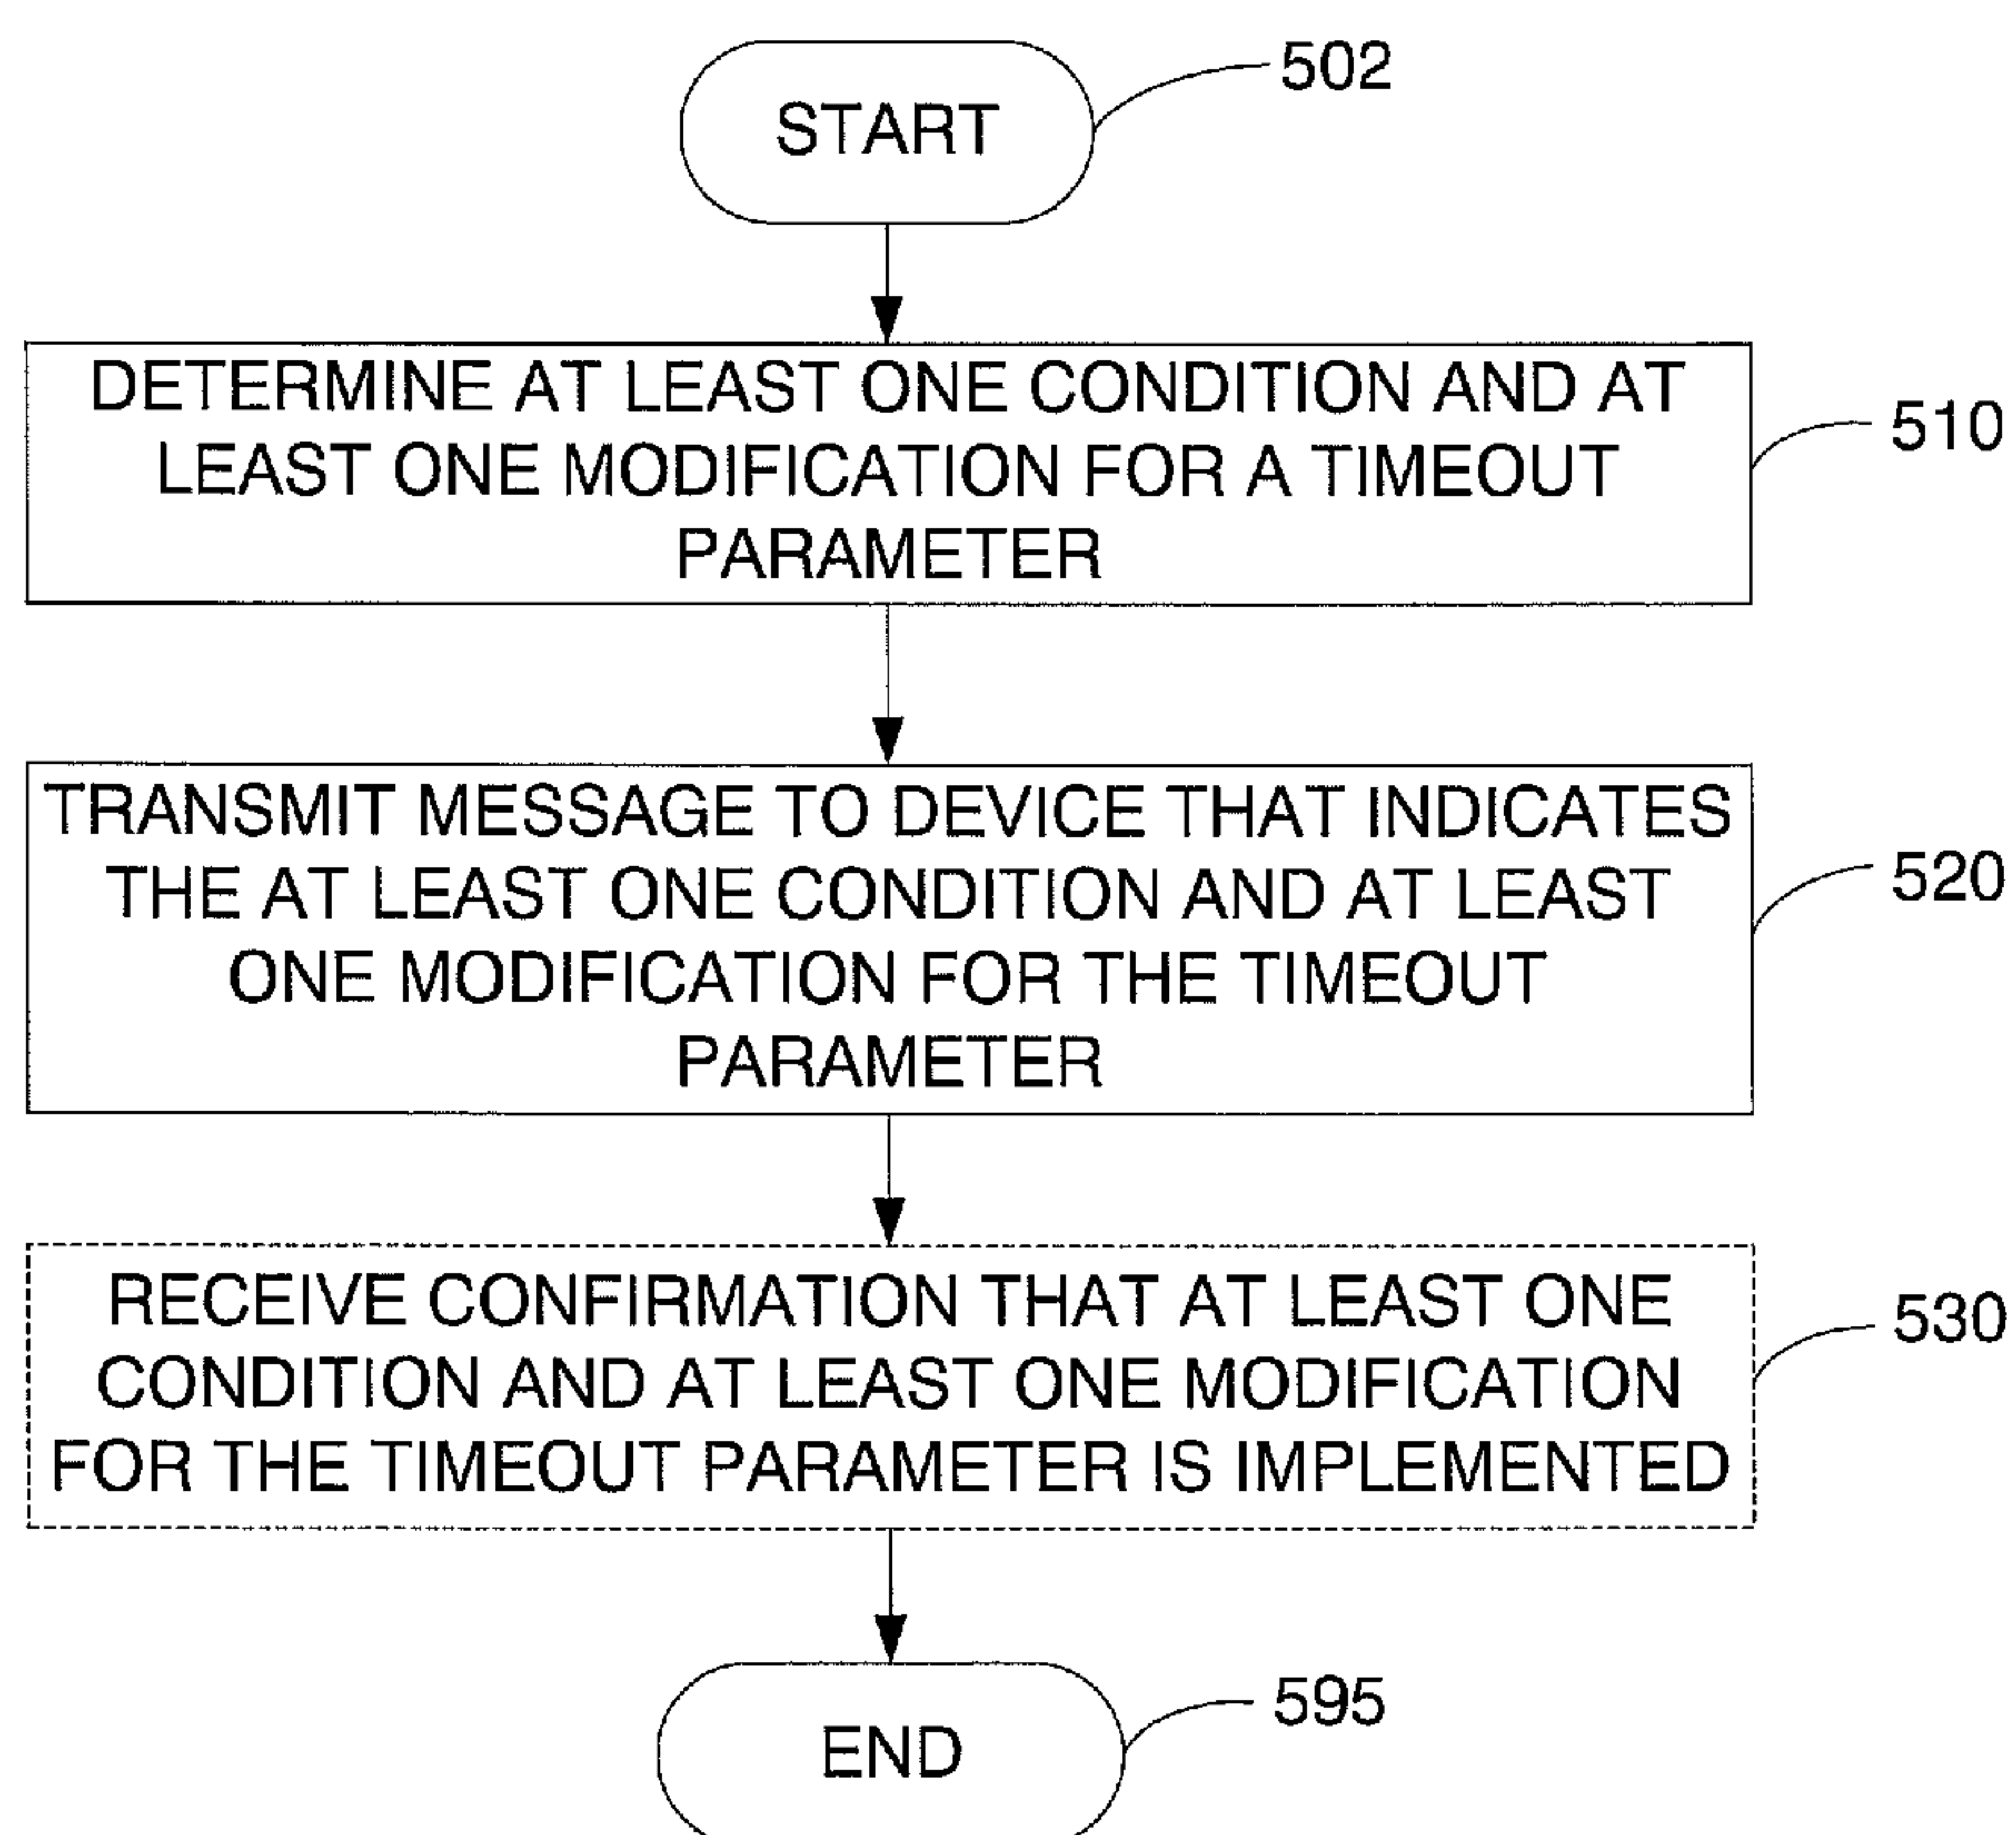 START
502
DETERMINE AT LEAST ONE CONDITION AND AT
LEAST ONE MODIFICATION FOR A TIMEOUT
PARAMETER
510
TRANSMIT MESSAGE TO DEVICE THAT INDICATES
THE AT LEAST ONE CONDITION AND AT LEAST
ONE MODIFICATION FOR THE TIMEOUT
PARAMETER
520
RECEIVE CONFIRMATION THAT AT LEAST ONE
CONDITION AND AT LEAST ONE MODIFICATION
FOR THE TIMEOUT PARAMETER IS IMPLEMENTED
530
END
595